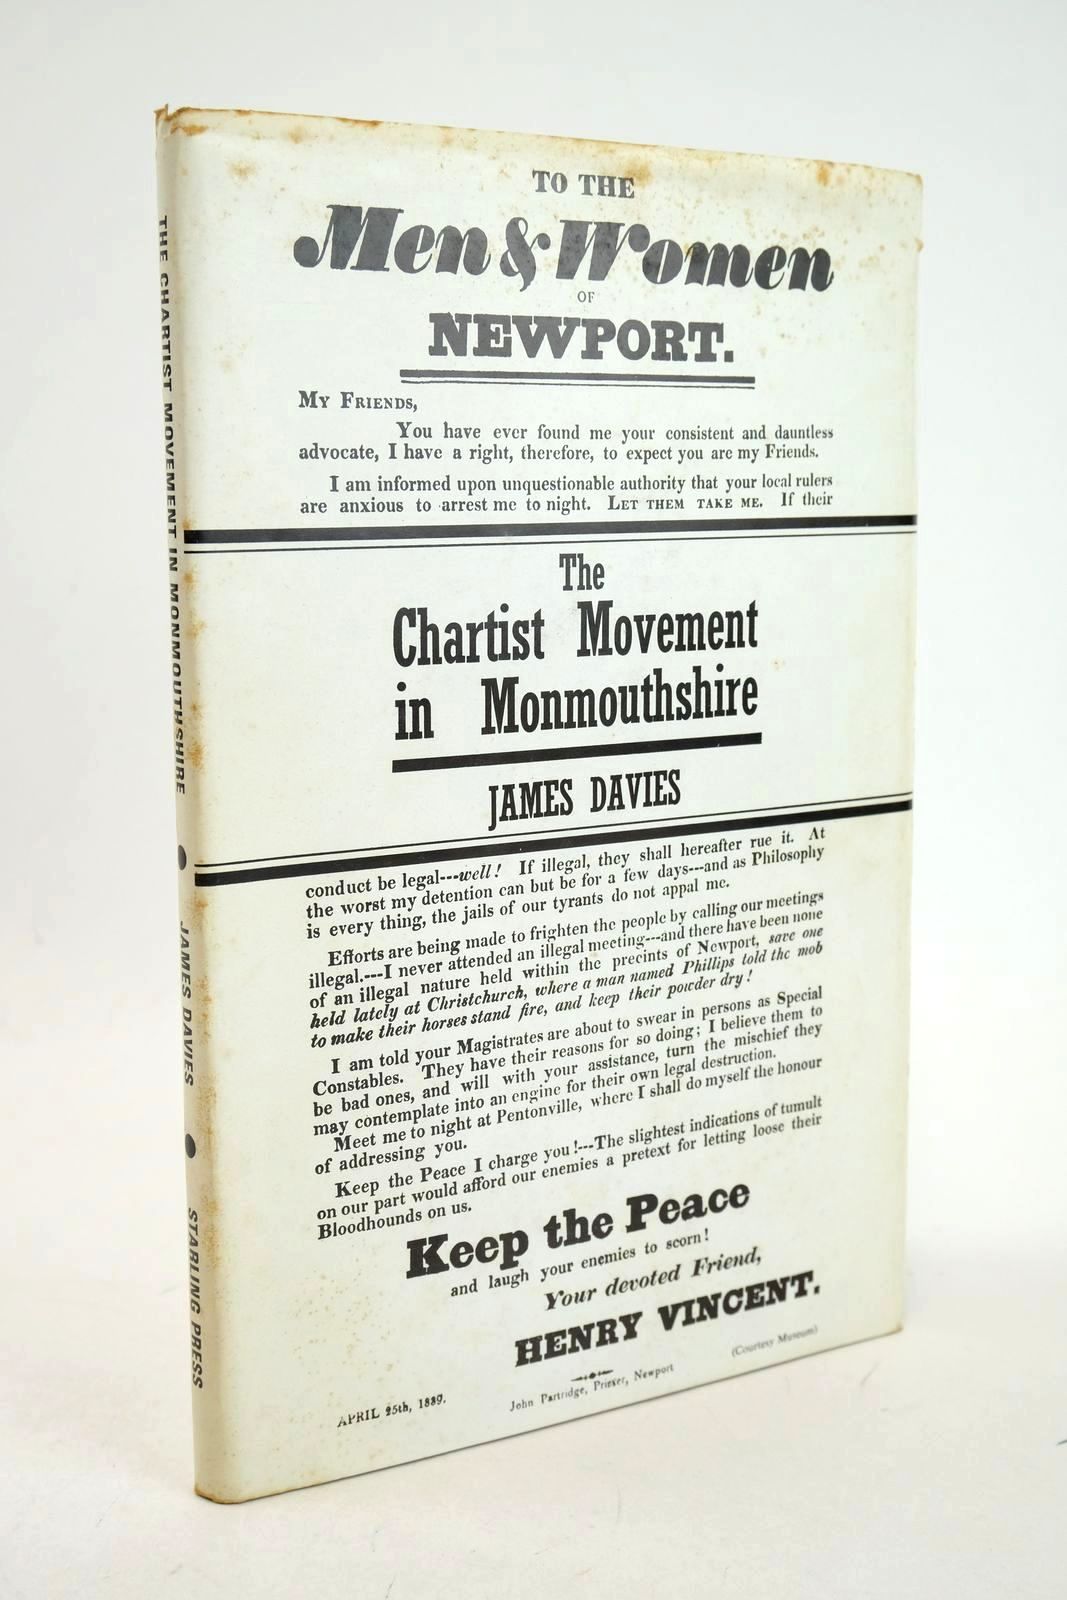 THE CHARTIST MOVEMENT IN MONMOUTHSHIRE ● JAMES DAVIES ● STARLING PRESS
TO THE
Men & Women
OF
NEWPORT.
MY FRIENDS,
You have ever found me your consistent and dauntless
advocate, I have a right, therefore, to expect you are my Friends.
I am informed upon unquestionable authority that your local rulers
are anxious to arrest me to night. LET THEM TAKE ME. If their
The
Chartist Movement
in Monmouthshire
JAMES DAVIES
conduct be legal---well! If illegal, they shall hereafter rue it. At
the worst my detention can but be for a few days---and as Philosophy
is every thing, the jails of our tyrants do not appal me.
Efforts are being made to frighten the people by calling our meetings
illegal.---I never attended an illegal meeting---and there have been none
of an illegal nature held within the precints of Newport, save one
held lately at Christchurch, where a man named Phillips told the mob
to make their horses stand fire, and keep their powder dry!
I am told your Magistrates are about to swear in persons as Special
Constables. They have their reasons for so doing; I believe them to
be bad ones, and will with your assistance, turn the mischief they
may contemplate into an engine for their own legal destruction.
Meet me to night at Pentonville, where I shall do myself the honour
of addressing you.
Keep the Peace I charge you!---The slightest indications of tumult
on our part would afford our enemies a pretext for letting loose their
Bloodhounds on us.
Keep the Peace
and laugh your enemies to scorn!
Your devoted Friend,
HENRY VINCENT.
(Courtesy Museum)
APRIL 25th, 1839.
John Partridge, Printer, Newport